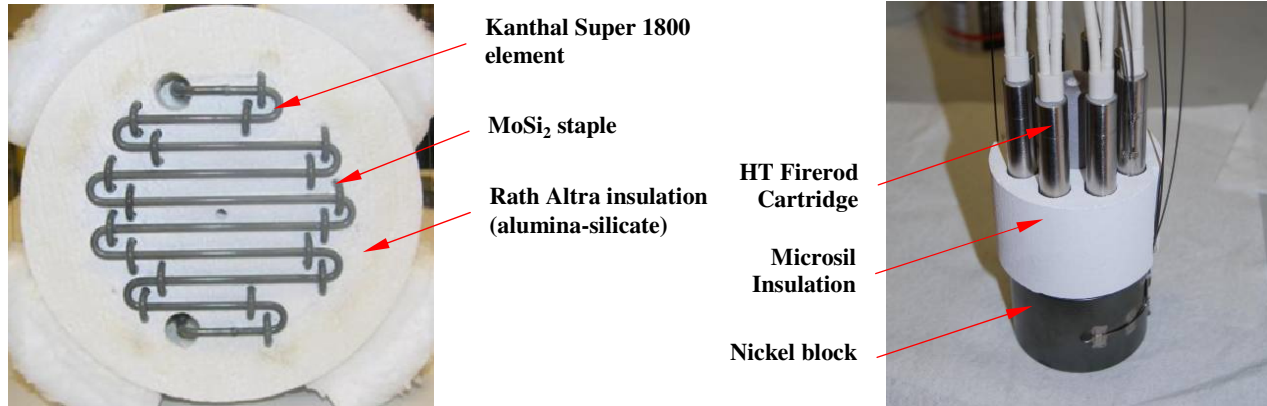 Kanthal Super 1800
element
MoSi₂ staple
Rath Altra insulation
(alumina-silicate)
HT Firerod
Cartridge
Microsil
Insulation
Nickel block